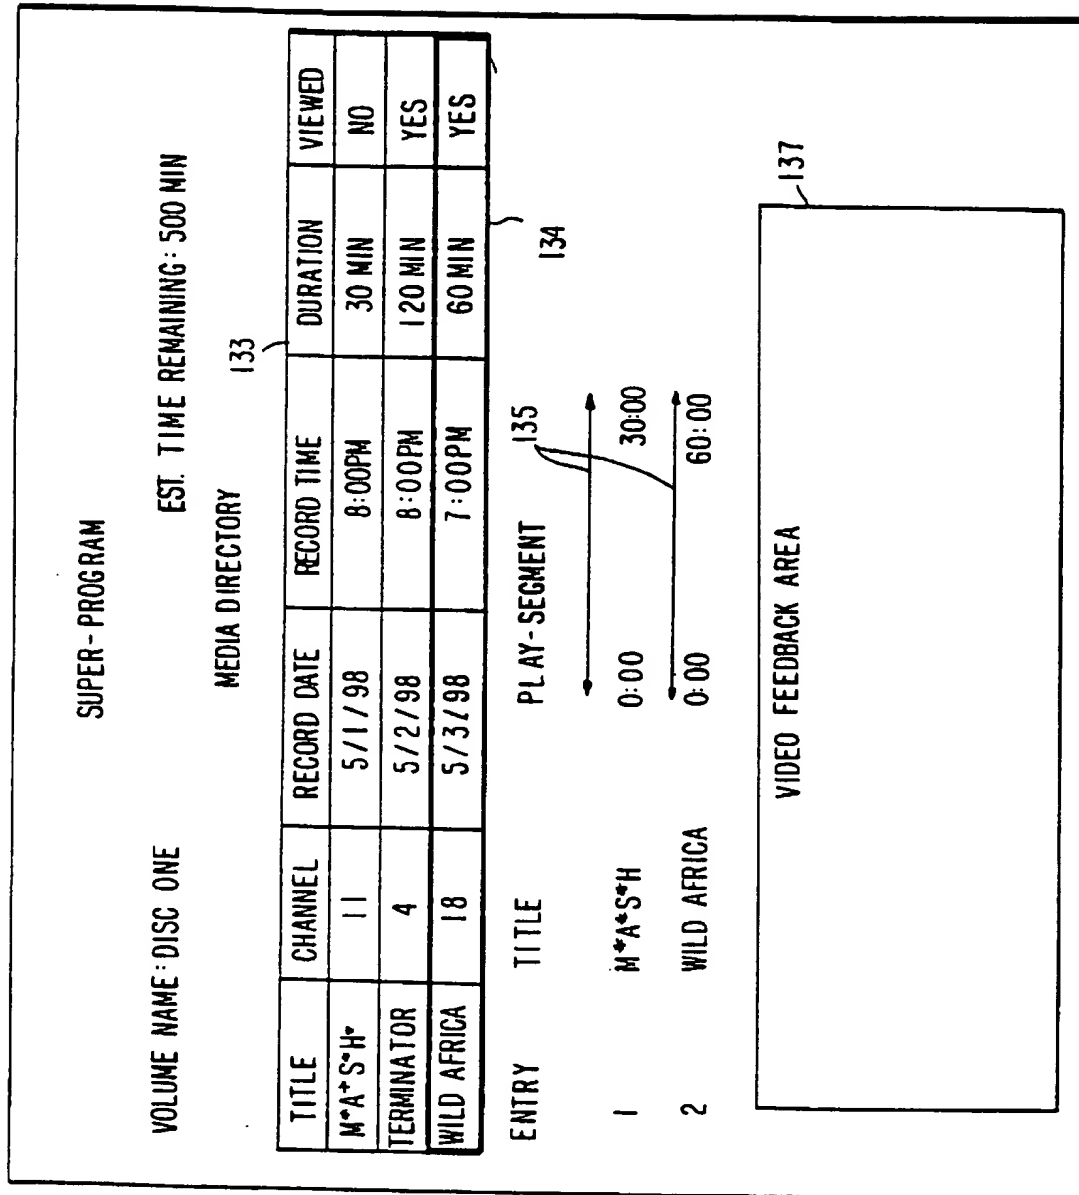 SUPER-PROGRAM
VOLUME NAME: DISC ONE EST. TIME REMAINING: 500 MIN
MEDIA DIRECTORY
133
TITLE CHANNEL RECORD DATE RECORD TIME DURATION VIEWED
M*A*S*H* 11 5/1/98 8:00PM 30 MIN NO
TERMINATOR 4 5/2/98 8:00PM 120 MIN YES
WILD AFRICA 18 5/3/98 7:00PM 60 MIN YES
134
ENTRY TITLE PLAY-SEGMENT
135
1 M*A*S*H 0:00 30:00
2 WILD AFRICA 0:00 60:00
137
VIDEO FEEDBACK AREA